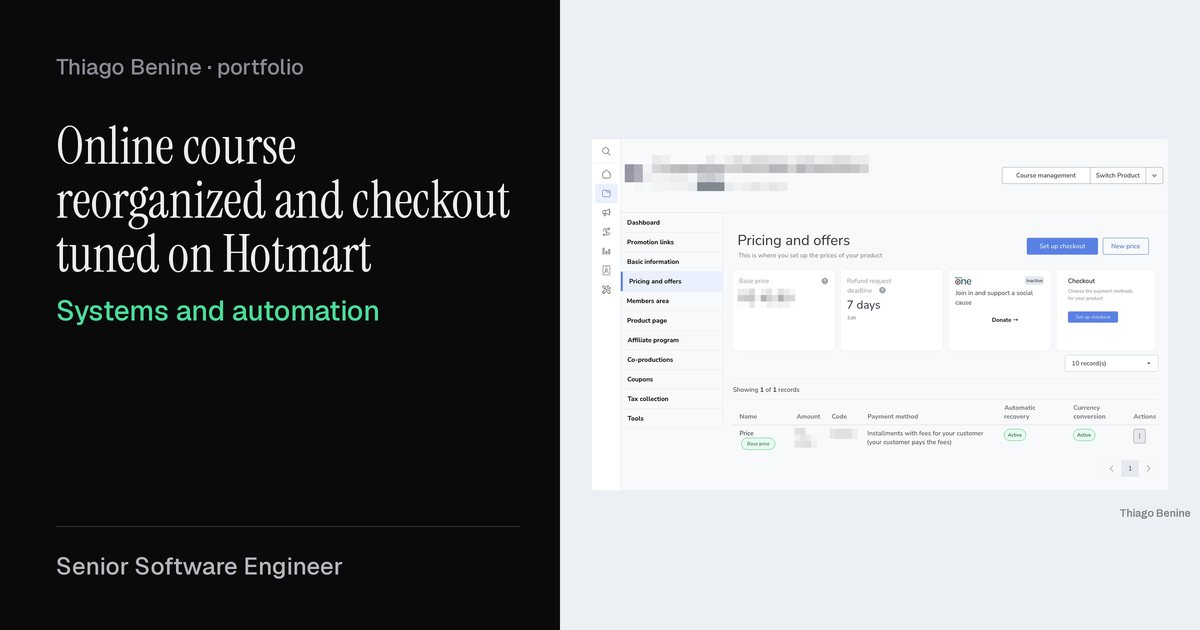 Thiago Benine · portfolio
Online course
reorganized and checkout
tuned on Hotmart
Systems and automation
Senior Software Engineer
Course management
Switch Product
Dashboard
Promotion links
Basic information
Pricing and offers
Members area
Product page
Affiliate program
Co-productions
Coupons
Tax collection
Tools
Pricing and offers
This is where you set up the prices of your product
Set up checkout
New price
Base price
Refund request
deadline
7 days
Edit
one
Inactive
Join in and support a social
cause
Donate →
Checkout
Choose the payment methods
for your product
Set up checkout
10 record(s)
Showing 1 of 1 records
Name
Amount
Code
Payment method
Automatic
recovery
Currency
conversion
Actions
Price
Base price
Installments with fees for your customer
(your customer pays the fees)
Active
Active
1
Thiago Benine